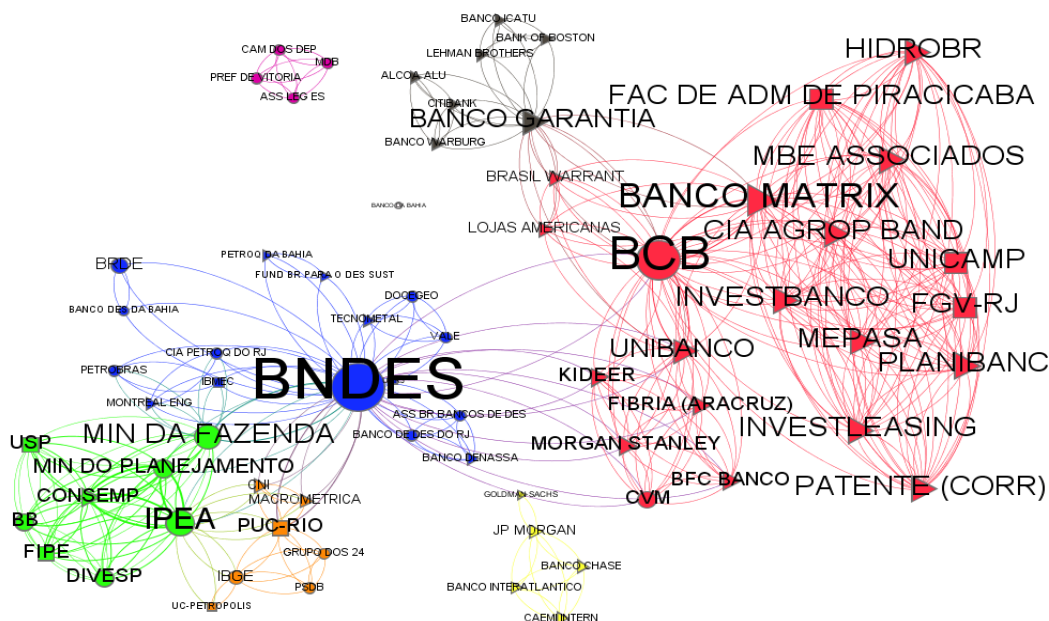 BANCO ICATU
BANK OF BOSTON
LEHMAN BROTHERS
CAM DOS DEP
MDB
PREF DE VITORIA
ASS LEG ES
ALCOA ALU
CITIBANK
BANCO GARANTIA
BANCO WARBURG
HIDROBR
FAC DE ADM DE PIRACICABA
MBE ASSOCIADOS
BRASIL WARRANT
BANCO MATRIX
LOJAS AMERICANAS
CIA AGROP BAND
BCB
UNICAMP
INVESTBANCO
FGV-RJ
MEPASA
UNIBANCO
PLANIBANC
KIDEER
FIBRIA (ARACRUZ)
INVESTLEASING
MORGAN STANLEY
BFC BANCO
PATENTE (CORR)
CVM
BANCO DA BAHIA
PETROQ DA BAHIA
BRDE
FUND BR PARA O DES SUST
DOCEGEO
BANCO DES DA BAHIA
TECNOMETAL
VALE
CIA PETROQ DO RJ
PETROBRAS
IBMEC
BNDES
MONTREAL ENG
ASS BR BANCOS DE DES
MIN DA FAZENDA
BANCO DE DES DO RJ
BANCO DENASSA
USP
MIN DO PLANEJAMENTO
CNI
CONSEMP
MACROMETRICA
BB
IPEA
PUC-RIO
FIPE
GRUPO DOS 24
DIVESP
IBGE
PSDB
UC-PETROPOLIS
GOLDMAN SACHS
JP MORGAN
BANCO CHASE
BANCO INTERATLANTICO
CAEMI INTERN